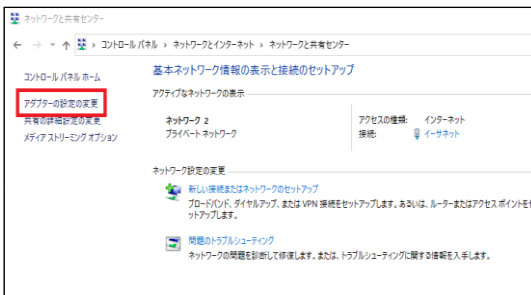 ネットワークと共有センター
コントロール パネル › ネットワークとインターネット › ネットワークと共有センター
コントロール パネル ホーム
アダプターの設定の変更
共有の詳細設定の変更
メディア ストリーミング オプション
基本ネットワーク情報の表示と接続のセットアップ
アクティブなネットワークの表示
ネットワーク 2
プライベート ネットワーク
アクセスの種類: インターネット
接続: イーサネット
ネットワーク設定の変更
新しい接続またはネットワークのセットアップ
ブロードバンド、ダイヤルアップ、または VPN 接続をセットアップします。あるいは、ルーターまたはアクセス ポイントをセ
ットアップします。
問題のトラブルシューティング
ネットワークの問題を診断して修復します。または、トラブルシューティングに関する情報を入手します。